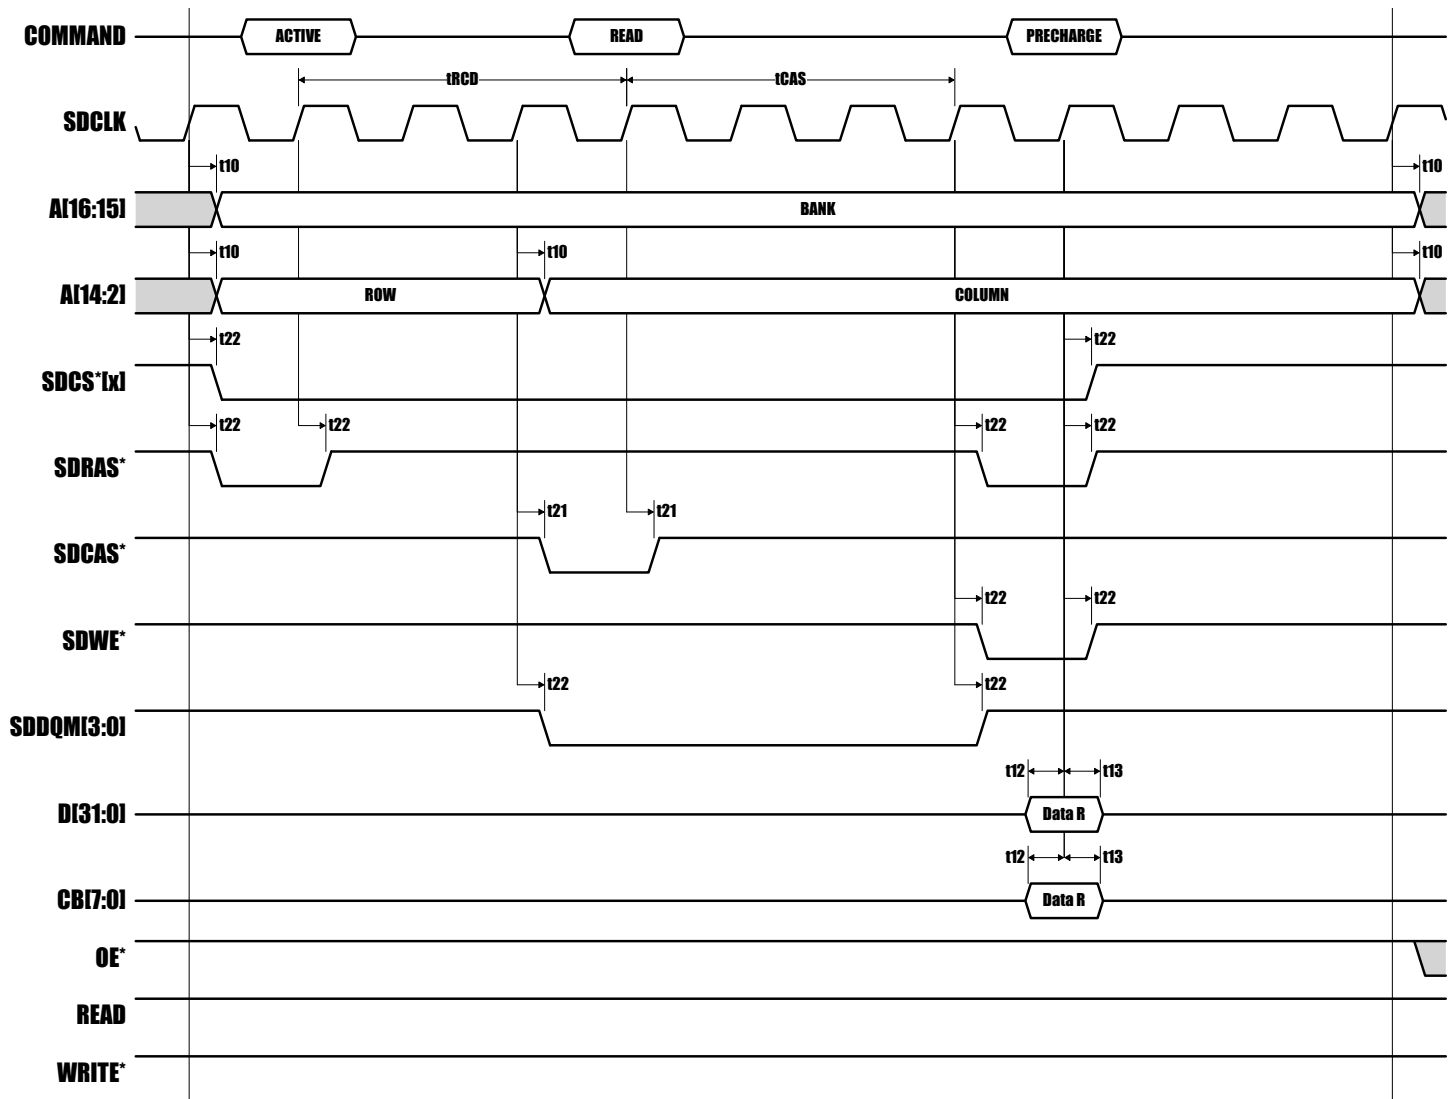 COMMAND ACTIVE READ PRECHARGE
tRCD tCAS
SDCLK
t10 t10
A[16:15] BANK
t10 t10 t10
A[14:2] ROW COLUMN
t22 t22
SDCS*[x]
t22 t22 t22 t22
SDRAS*
t21 t21
SDCAS*
t22 t22
SDWE*
t22 t22
SDDQM[3:0]
t12 t13
D[31:0] Data R
t12 t13
CB[7:0] Data R
OE*
READ
WRITE*